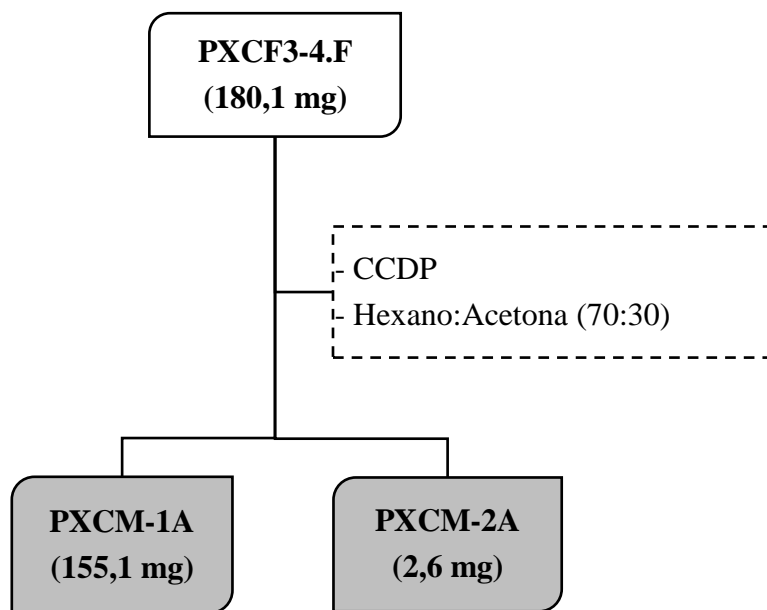 PXCF3-4.F
(180,1 mg)
- CCDP
- Hexano:Acetona (70:30)
PXCM-1A
(155,1 mg)
PXCM-2A
(2,6 mg)